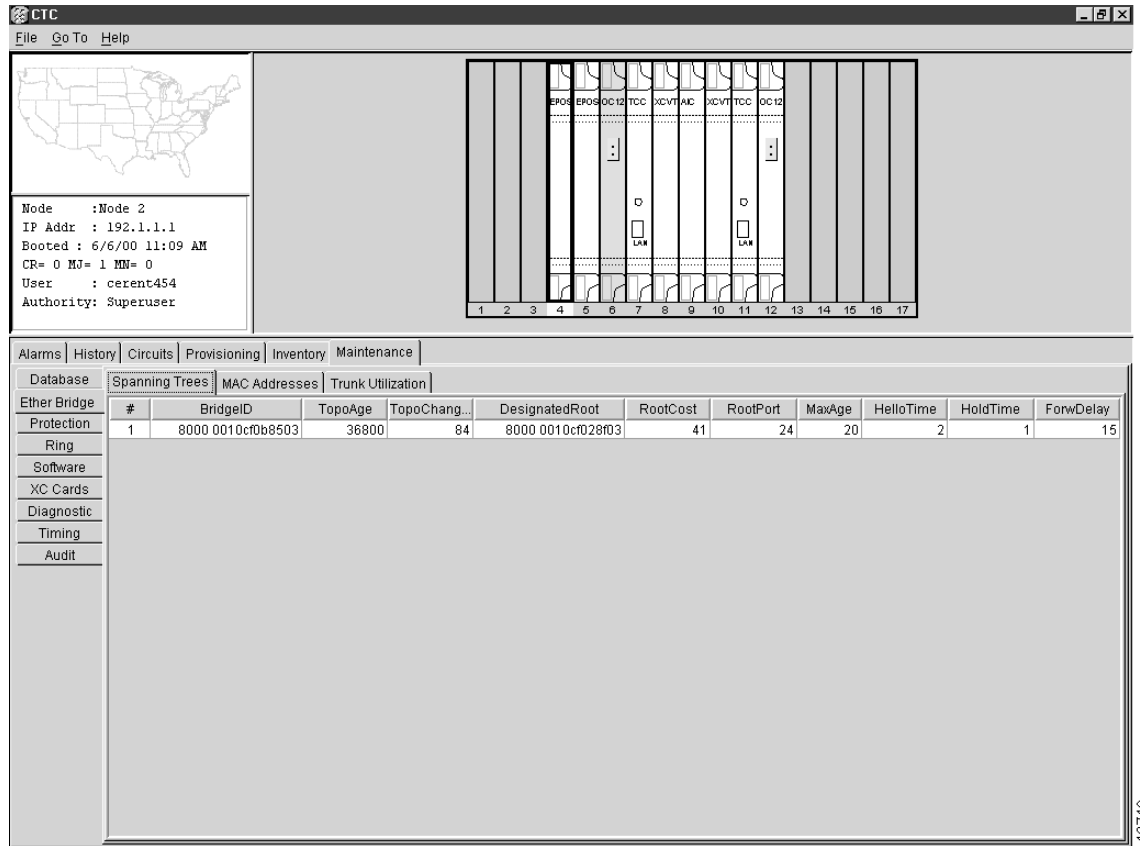 CTC
File Go To Help
EPOS EPOS OC12 TCC XCVT AIC XCVT TCC OC12
LAN LAN
1 2 3 4 5 6 7 8 9 10 11 12 13 14 15 16 17
Node :Node 2
IP Addr : 192.1.1.1
Booted : 6/6/00 11:09 AM
CR= 0 MJ= 1 MN= 0
User : cerent454
Authority: Superuser
Alarms History Circuits Provisioning Inventory Maintenance
Database
Ether Bridge
Protection
Ring
Software
XC Cards
Diagnostic
Timing
Audit
Spanning Trees MAC Addresses Trunk Utilization
# BridgeID TopoAge TopoChang... DesignatedRoot RootCost RootPort MaxAge HelloTime HoldTime ForwDelay
1 8000 0010cf0b8503 36800 84 8000 0010cf028f03 41 24 20 2 1 15